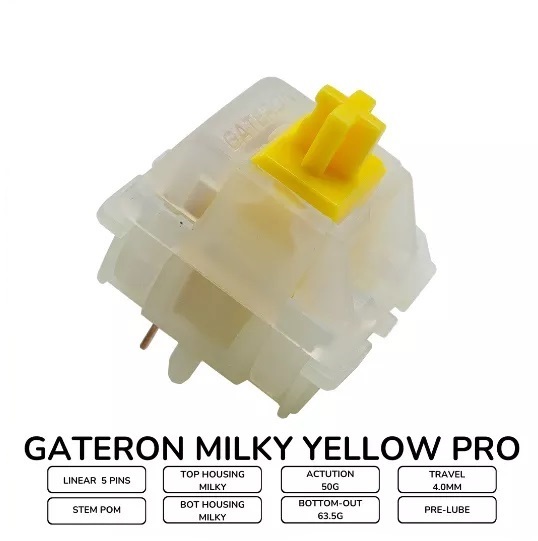 GATERON
GATERON MILKY YELLOW PRO
LINEAR 5 PINS
TOP HOUSING
MILKY
ACTUTION
50G
TRAVEL
4.0MM
STEM POM
BOT HOUSING
MILKY
BOTTOM-OUT
63.5G
PRE-LUBE